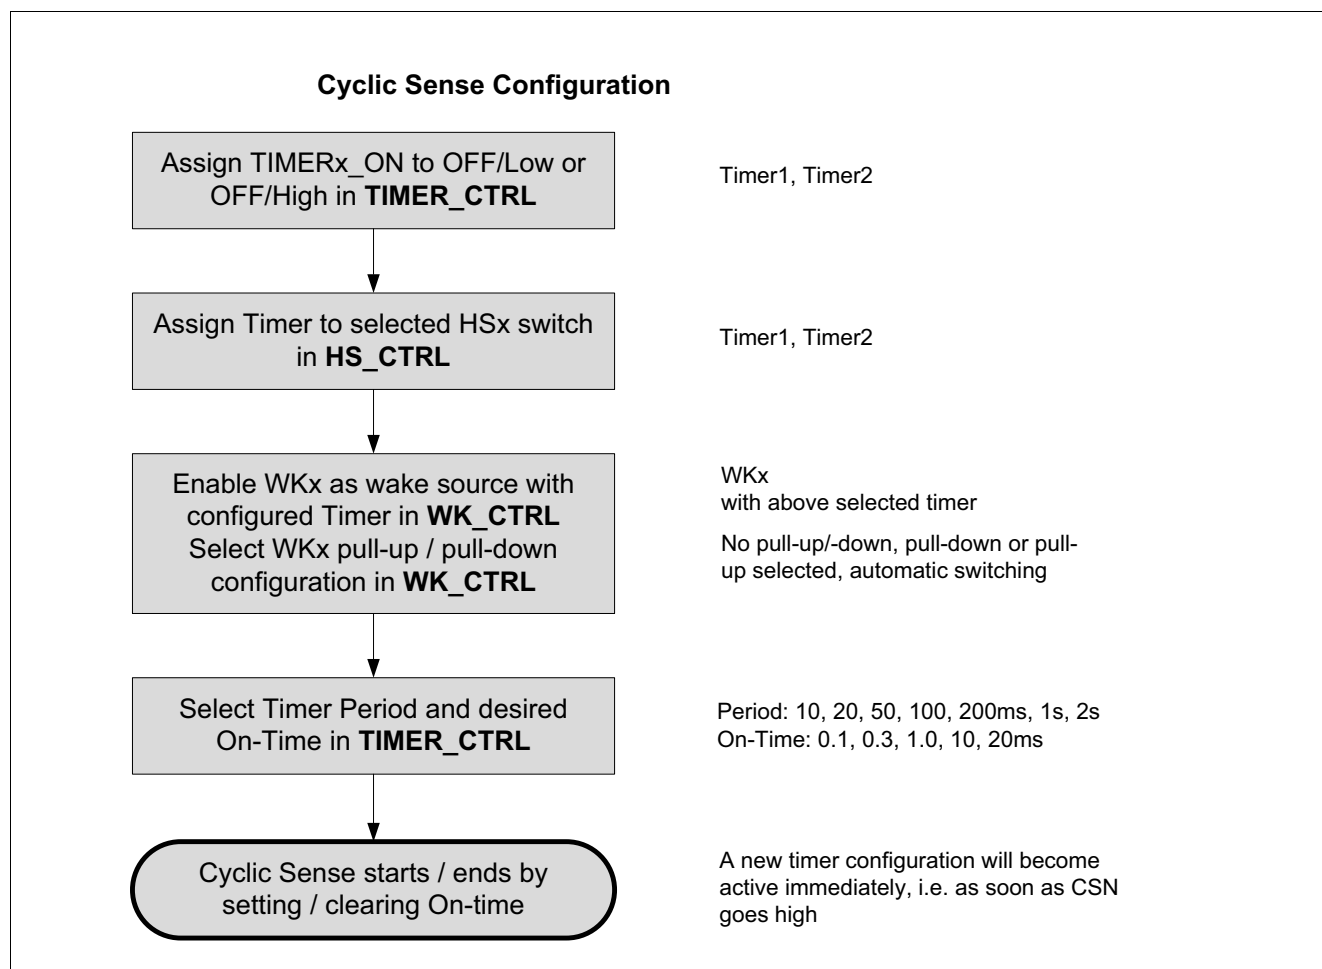 Cyclic Sense Configuration
Assign TIMERx_ON to OFF/Low or
OFF/High in TIMER_CTRL
Timer1, Timer2
Assign Timer to selected HSx switch
in HS_CTRL
Timer1, Timer2
Enable WKx as wake source with
configured Timer in WK_CTRL
Select WKx pull-up / pull-down
configuration in WK_CTRL
WKx
with above selected timer
No pull-up/-down, pull-down or pull-
up selected, automatic switching
Select Timer Period and desired
On-Time in TIMER_CTRL
Period: 10, 20, 50, 100, 200ms, 1s, 2s
On-Time: 0.1, 0.3, 1.0, 10, 20ms
Cyclic Sense starts / ends by
setting / clearing On-time
A new timer configuration will become
active immediately, i.e. as soon as CSN
goes high